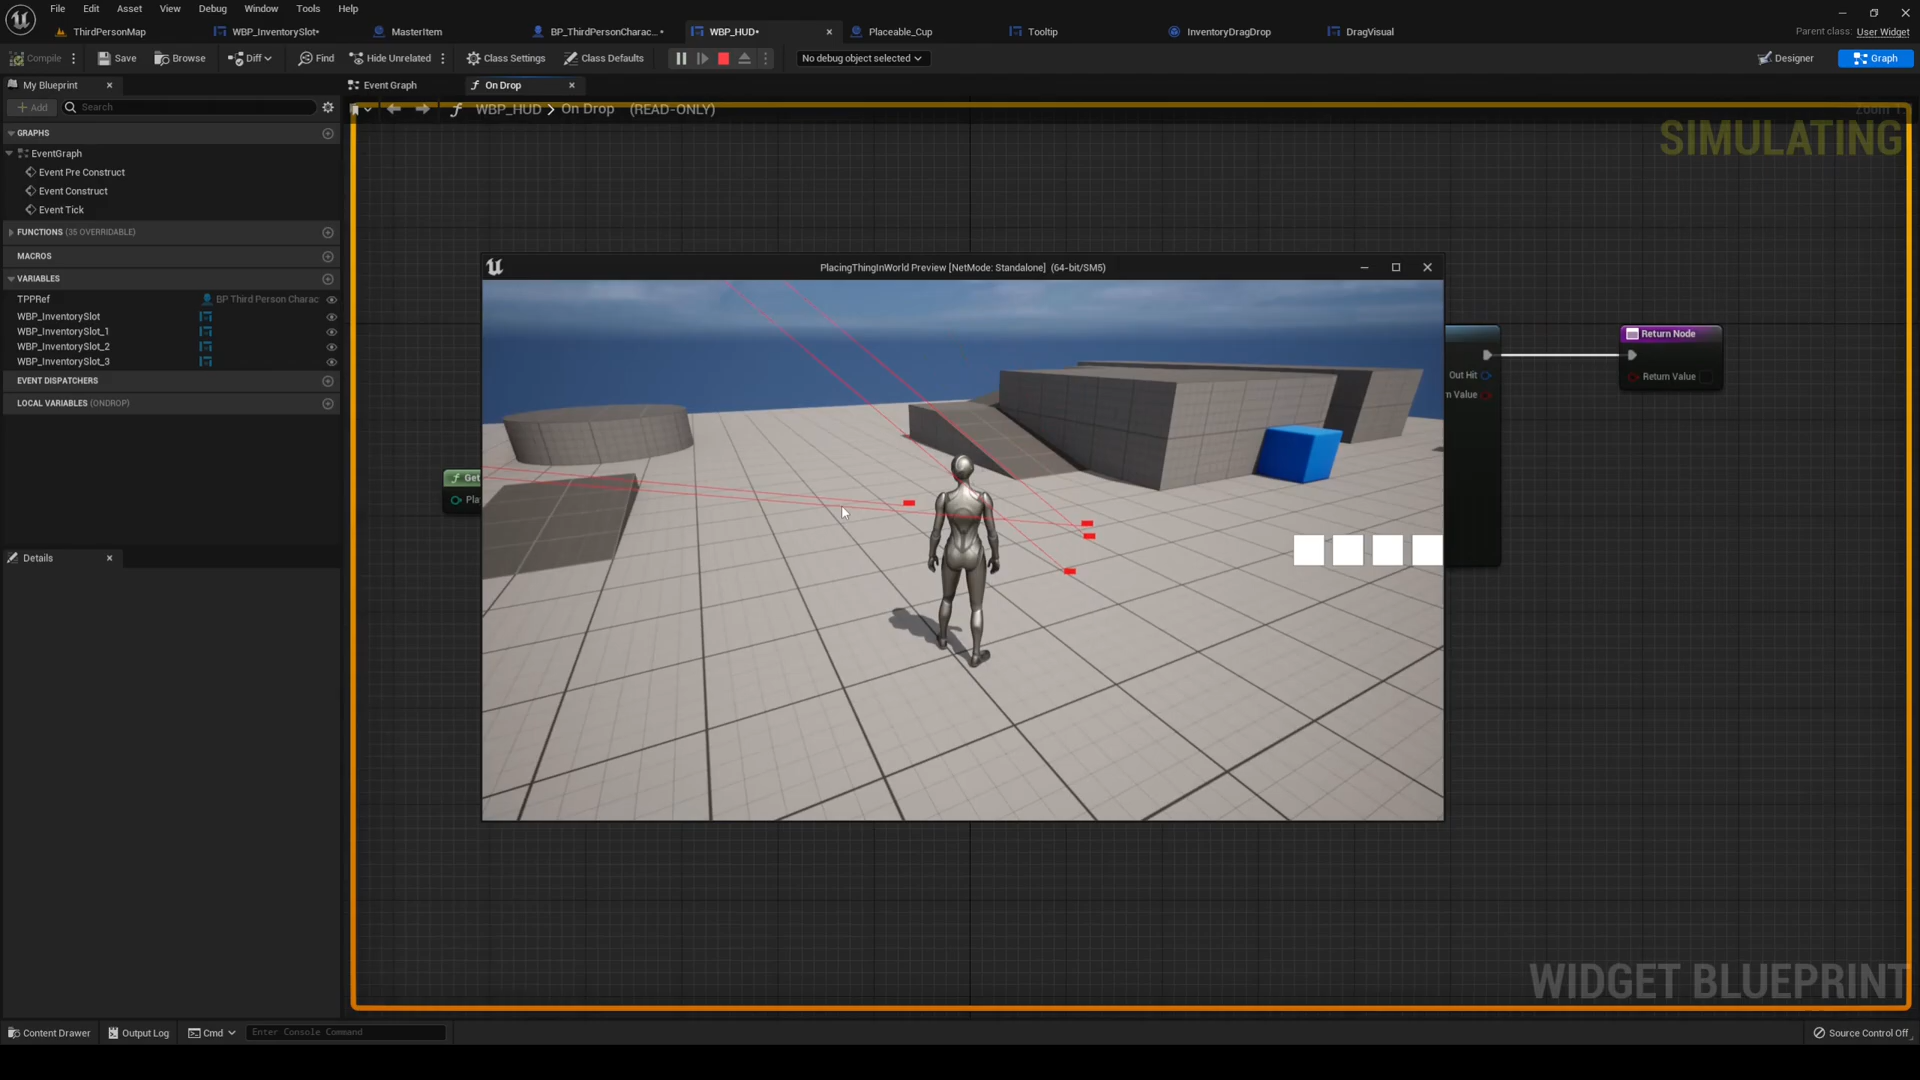 File Edit Asset View Debug Window Tools Help
ThirdPersonMap WBP_InventorySlot• MasterItem BP_ThirdPersonCharac...• WBP_HUD• Placeable_Cup Tooltip InventoryDragDrop DragVisual Parent class: User Widget
Compile Save Browse Diff Find Hide Unrelated Class Settings Class Defaults No debug object selected Designer Graph
My Blueprint Event Graph On Drop
Add Search WBP_HUD > On Drop (READ-ONLY)
SIMULATING
GRAPHS
EventGraph
Event Pre Construct
Event Construct
Event Tick
FUNCTIONS (35 OVERRIDABLE)
MACROS
VARIABLES
TPPRef BP Third Person Charac
WBP_InventorySlot
WBP_InventorySlot_1
WBP_InventorySlot_2
WBP_InventorySlot_3
EVENT DISPATCHERS
LOCAL VARIABLES (ONDROP)
PlacingThingInWorld Preview [NetMode: Standalone] (64-bit/SM5)
Return Node
Out Hit Return Value
n Value
Get
Pla
Details
WIDGET BLUEPRINT
Content Drawer Output Log Cmd Enter Console Command Source Control Off